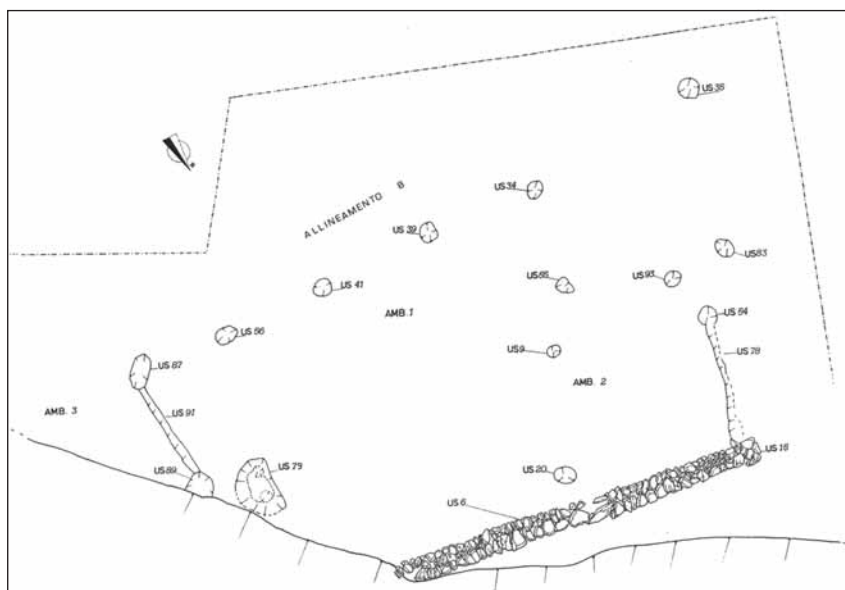 US 35
US 34
ALLINEAMENTO B
US 39
US 83
US 93
US 85
US 41
AMB. 1
US 84
US 56
US 9
US 78
US 87
AMB. 2
AMB. 3
US 91
US 18
US 79
US 20
US 89
US 6